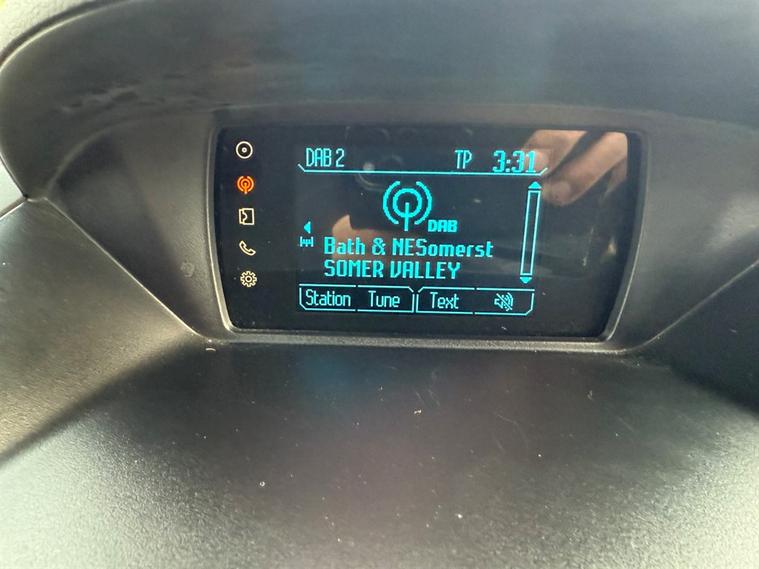 DAB 2 TP 3:31
DAB
Bath & NESomerst
SOMER VALLEY
Station Tune Text